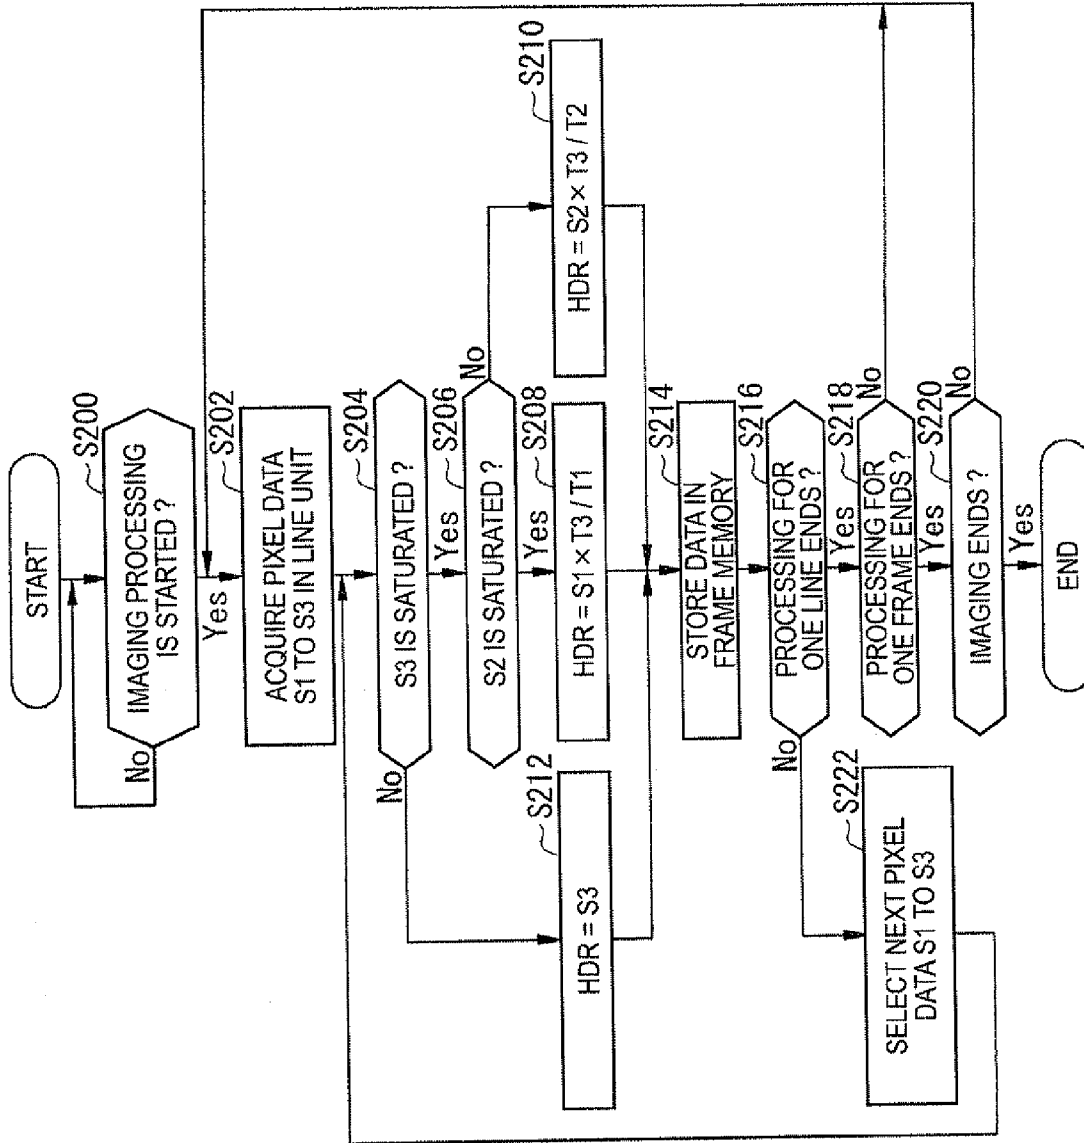 START
S200
IMAGING PROCESSING
IS STARTED ?
No
Yes
S202
ACQUIRE PIXEL DATA
S1 TO S3 IN LINE UNIT
S204
S3 IS SATURATED ?
No
Yes
S206
S2 IS SATURATED ?
No
Yes
S212
HDR = S3
S208
HDR = S1 × T3 / T1
S210
HDR = S2 × T3 / T2
S214
STORE DATA IN
FRAME MEMORY
S216
PROCESSING FOR
ONE LINE ENDS ?
No
Yes
S222
SELECT NEXT PIXEL
DATA S1 TO S3
S218
PROCESSING FOR
ONE FRAME ENDS ?
No
Yes
S220
IMAGING ENDS ?
No
Yes
END